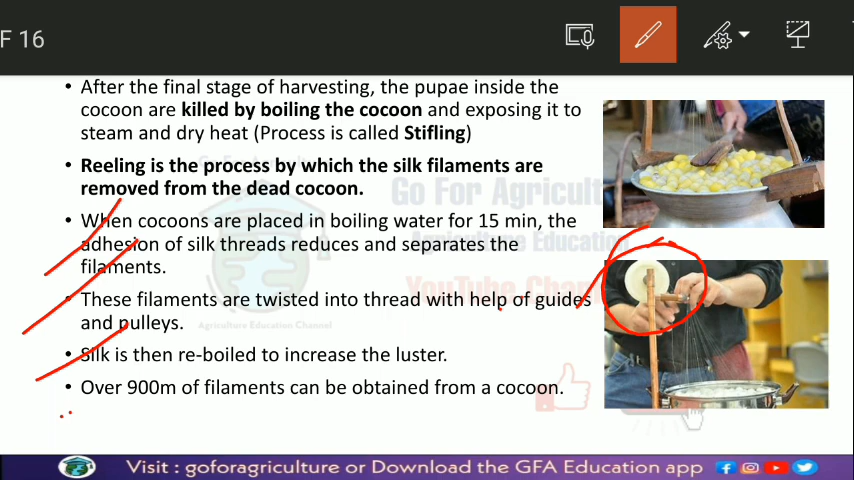 F 16
• After the final stage of harvesting, the pupae inside the
cocoon are killed by boiling the cocoon and exposing it to
steam and dry heat (Process is called Stifling)
• Reeling is the process by which the silk filaments are
removed from the dead cocoon.
• When cocoons are placed in boiling water for 15 min, the
adhesion of silk threads reduces and separates the
filaments.
• These filaments are twisted into thread with help of guides
and pulleys.
• Silk is then re-boiled to increase the luster.
• Over 900m of filaments can be obtained from a cocoon.
Go For Agricult
Agriculture Education
YouTube Chann
Agriculture Education Channel
Visit : goforagriculture or Download the GFA Education app